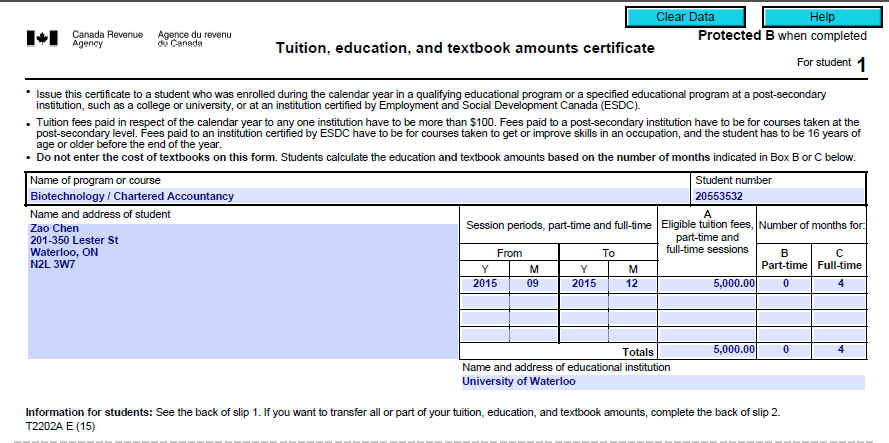 Clear Data
Help
Canada Revenue Agence du revenu
Agency du Canada
Protected B when completed
Tuition, education, and textbook amounts certificate
For student 1
• Issue this certificate to a student who was enrolled during the calendar year in a qualifying educational program or a specified educational program at a post-secondary
institution, such as a college or university, or at an institution certified by Employment and Social Development Canada (ESDC).
• Tuition fees paid in respect of the calendar year to any one institution have to be more than $100. Fees paid to a post-secondary institution have to be for courses taken at the
post-secondary level. Fees paid to an institution certified by ESDC have to be for courses taken to get or improve skills in an occupation, and the student has to be 16 years of
age or older before the end of the year.
• Do not enter the cost of textbooks on this form. Students calculate the education and textbook amounts based on the number of months indicated in Box B or C below.
Name of program or course
Student number
Biotechnology / Chartered Accountancy
20553532
Name and address of student
Zao Chen
201-350 Lester St
Waterloo, ON
N2L 3W7
Session periods, part-time and full-time
A
Eligible tuition fees,
part-time and
full-time sessions
Number of months for:
From To
B C
Part-time Full-time
Y M Y M
2015 09 2015 12 5,000.00 0 4
Totals 5,000.00 0 4
Name and address of educational institution
University of Waterloo
Information for students: See the back of slip 1. If you want to transfer all or part of your tuition, education, and textbook amounts, complete the back of slip 2.
T2202A E (15)